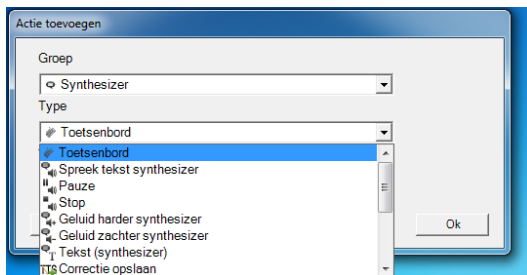 Actie toevoegen
Groep
Synthesizer
Type
Toetsenbord
Toetsenbord
Spreek tekst synthesizer
Pauze
Stop
Geluid harder synthesizer
Ok
Geluid zachter synthesizer
Tekst (synthesizer)
Correctie opslaan